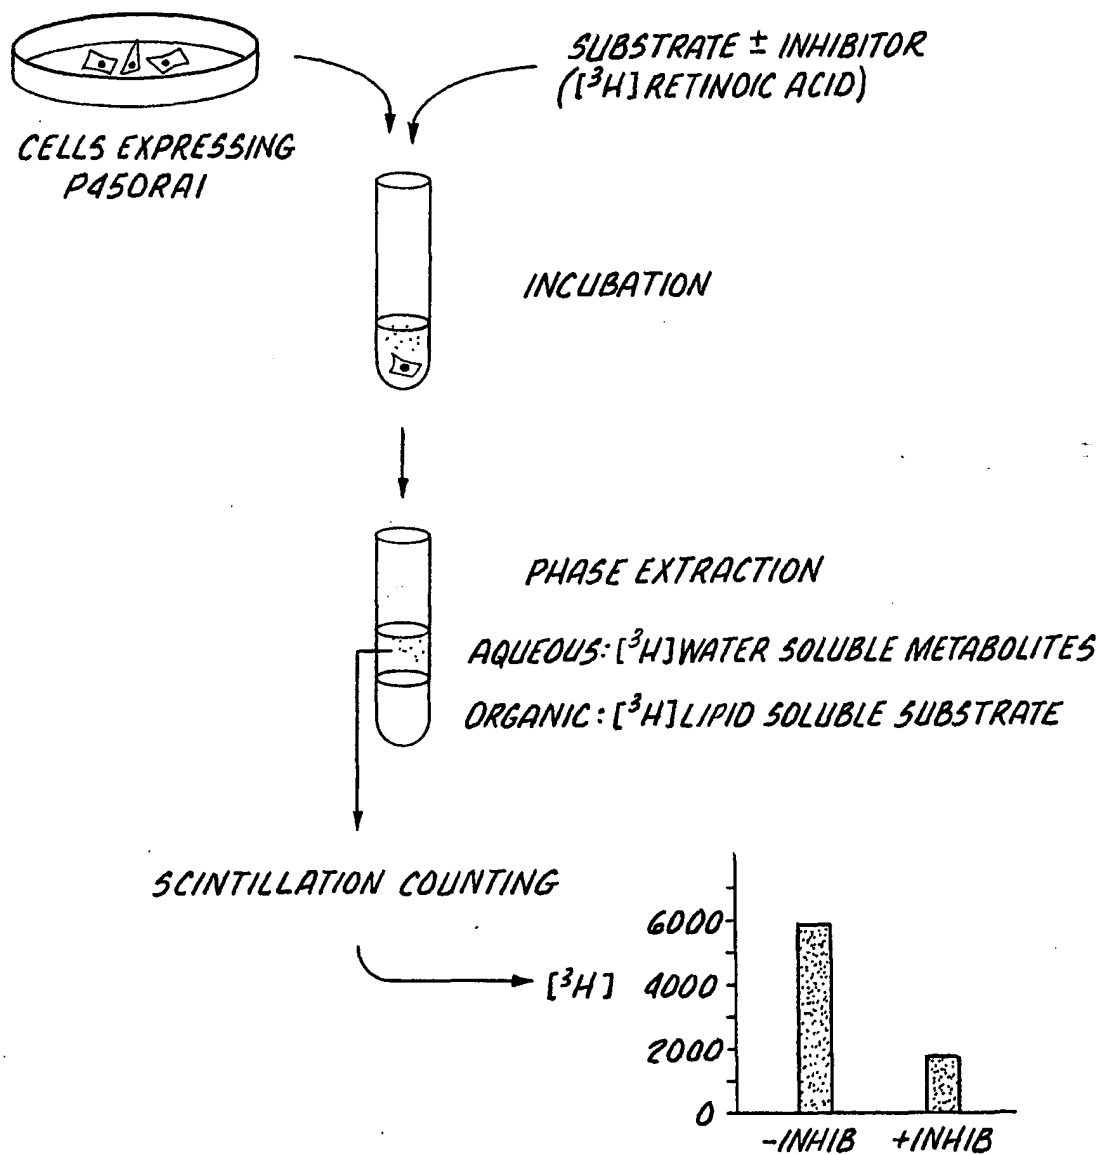 SUBSTRATE ± INHIBITOR
([³H] RETINOIC ACID)
CELLS EXPRESSING
P450RAI
INCUBATION
PHASE EXTRACTION
AQUEOUS: [³H] WATER SOLUBLE METABOLITES
ORGANIC: [³H] LIPID SOLUBLE SUBSTRATE
SCINTILLATION COUNTING
[³H]
6000
4000
2000
0
-INHIB +INHIB